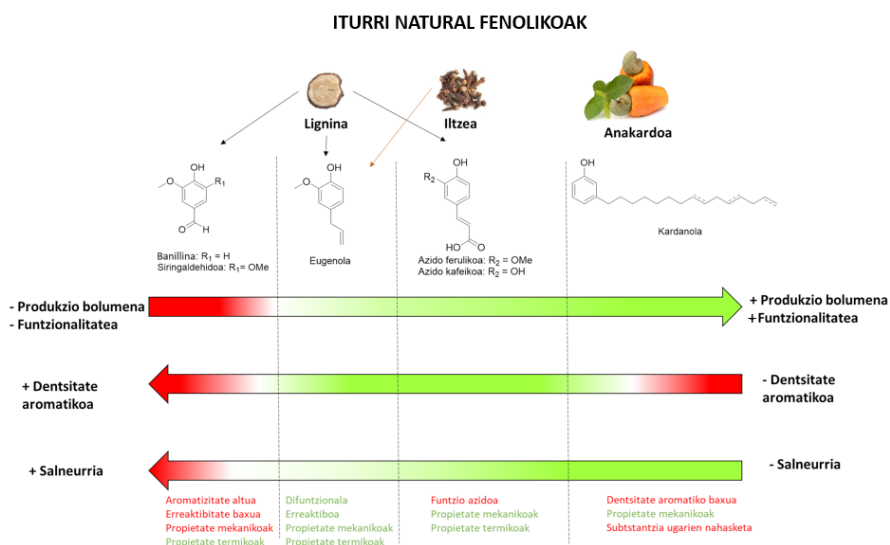 ITURRI NATURAL FENOLIKOAK
Lignina
Iltzea
Anakardoa
OH
O
R1
O
H
OH
O
OH
R2
HO
O
OH
Banillina: R1 = H
Siringaldehidoa: R1= OMe
Eugenola
Azido ferulikoa: R2 = OMe
Azido kafeikoa: R2 = OH
Kardanola
- Produkzio bolumena
- Funtzionalitatea
+ Produkzio bolumena
+Funtzionalitatea
+ Dentsitate
aromatikoa
- Dentsitate
aromatikoa
+ Salneurria
- Salneurria
Aromatizitate altua
Erreaktibitate baxua
Propietate mekanikoak
Propietate termikoak
Difuntzionala
Erreaktiboa
Propietate mekanikoak
Propietate termikoak
Funtzio azidoa
Propietate mekanikoak
Propietate termikoak
Dentsitate aromatiko baxua
Propietate mekanikoak
Subtstantzia ugarien nahasketa